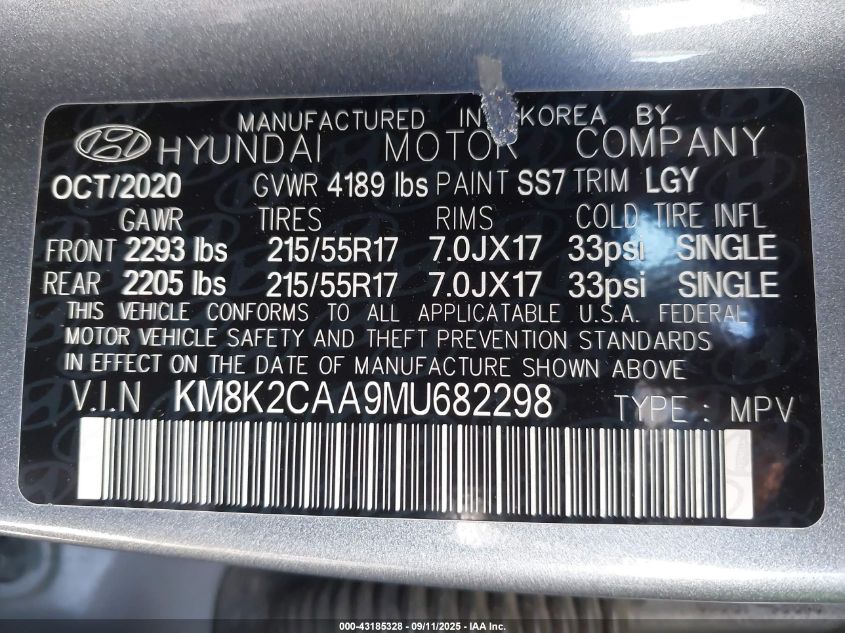 MANUFACTURED IN KOREA BY
HYUNDAI MOTOR COMPANY
OCT/2020 GVWR 4189 lbs PAINT SS7 TRIM LGY
GAWR TIRES RIMS COLD TIRE INFL
FRONT 2293 lbs 215/55R17 7.0JX17 33psi SINGLE
REAR 2205 lbs 215/55R17 7.0JX17 33psi SINGLE
THIS VEHICLE CONFORMS TO ALL APPLICATABLE U.S.A. FEDERAL
MOTOR VEHICLE SAFETY AND THEFT PREVENTION STANDARDS
IN EFFECT ON THE DATE OF MANUFACTURE SHOWN ABOVE
V.I.N KM8K2CAA9MU682298 TYPE : MPV
000-43185328 - 09/11/2025 - IAA Inc.